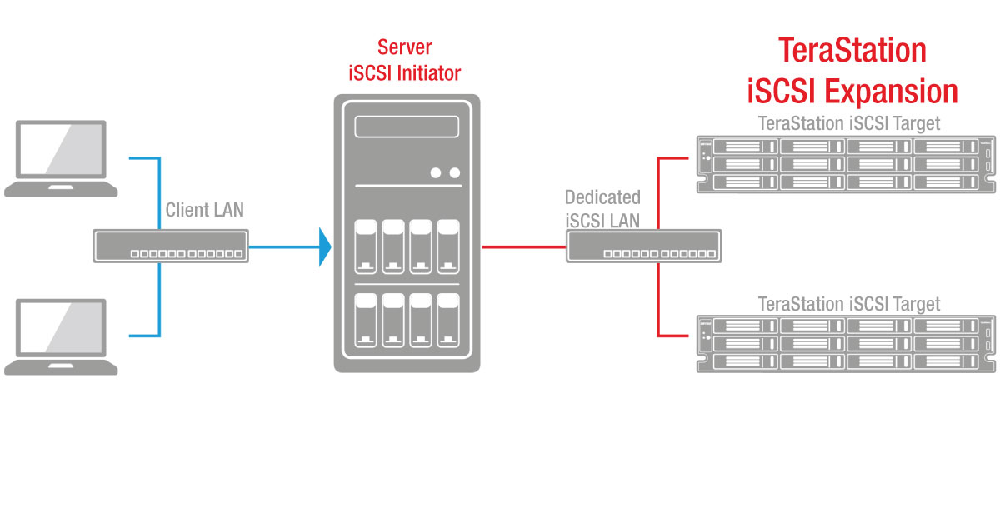 Server
iSCSI Initiator
TeraStation
iSCSI Expansion
TeraStation iSCSI Target
Client LAN
Dedicated
iSCSI LAN
TeraStation iSCSI Target